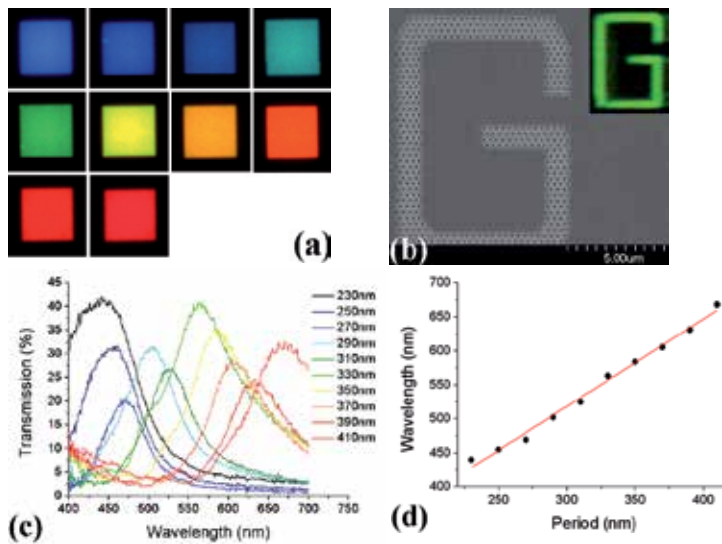 (a)
G
G
5.00um
(b)
45
40
35
30
25
20
15
10
5
0
Transmission (%)
400 450 500 550 600 650 700 750
Wavelength (nm)
230nm
250nm
270nm
290nm
310nm
330nm
350nm
370nm
390nm
410nm
(c)
700
650
600
550
500
450
400
Wavelength (nm)
250 300 350 400
Period (nm)
(d)